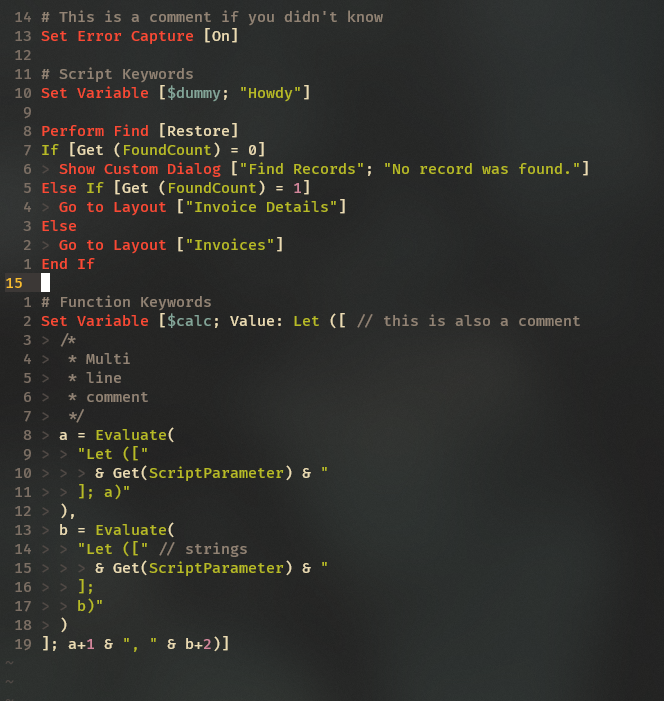 14 # This is a comment if you didn't know
13 Set Error Capture [On]
12
11 # Script Keywords
10 Set Variable [$dummy; "Howdy"]
9
8 Perform Find [Restore]
7 If [Get (FoundCount) = 0]
6 > Show Custom Dialog ["Find Records"; "No record was found."]
5 Else If [Get (FoundCount) = 1]
4 > Go to Layout ["Invoice Details"]
3 Else
2 > Go to Layout ["Invoices"]
1 End If
15
1 # Function Keywords
2 Set Variable [$calc; Value: Let ([ // this is also a comment
3 > /*
4 >  * Multi
5 >  * line
6 >  * comment
7 >  */
8 > a = Evaluate(
9 > > "Let (["
10 > > > & Get(ScriptParameter) & "
11 > > ]; a)"
12 > ),
13 > b = Evaluate(
14 > > "Let ([" // strings
15 > > > & Get(ScriptParameter) & "
16 > > ];
17 > > b)"
18 > )
19 ]; a+1 & ", " & b+2)]
~
~
~